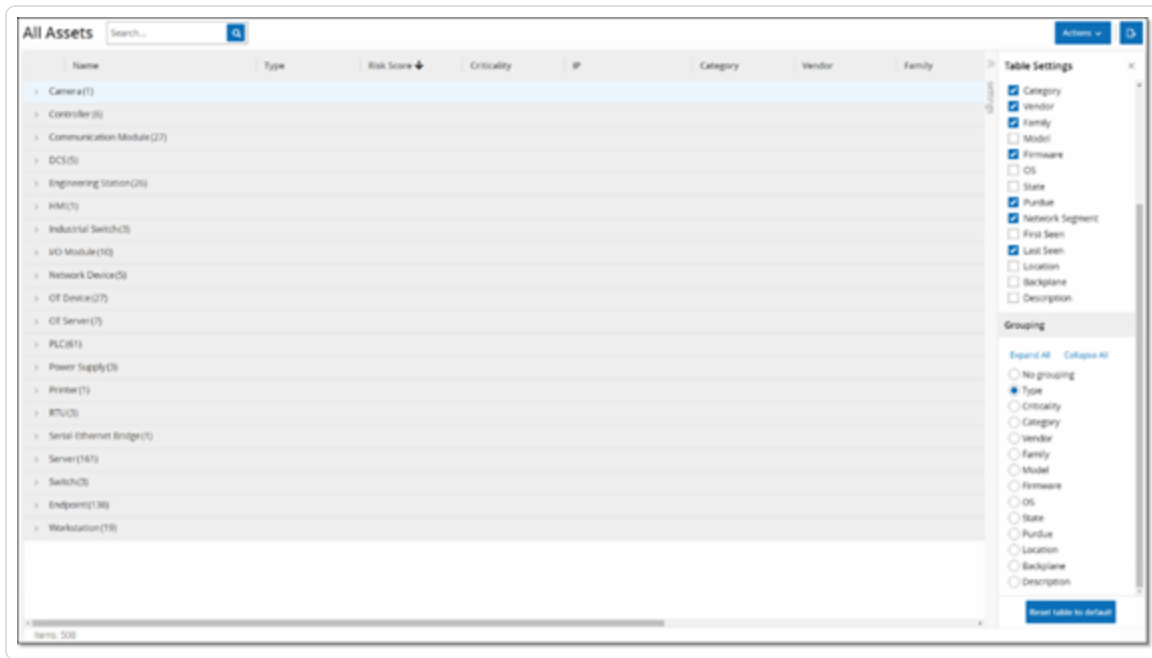 All Assets Search... Actions
Name Type Risk Score Criticality IP Category Vendor Family
Settings
Camera(1)
Controller(6)
Communication Module(27)
DCS(5)
Engineering Station(26)
HMI(1)
Industrial Switch(3)
I/O Module(10)
Network Device(5)
OT Device(27)
OT Server(7)
PLC(61)
Power Supply(3)
Printer(1)
RTU(3)
Serial Ethernet Bridge(1)
Server(161)
Switch(3)
Endpoint(136)
Workstation(19)
Items: 508
Table Settings
Category
Vendor
Family
Model
Firmware
OS
State
Purdue
Network Segment
First Seen
Last Seen
Location
Backplane
Description
Grouping
Expand All Collapse All
No grouping
Type
Criticality
Category
Vendor
Family
Model
Firmware
OS
State
Purdue
Location
Backplane
Description
Reset table to default